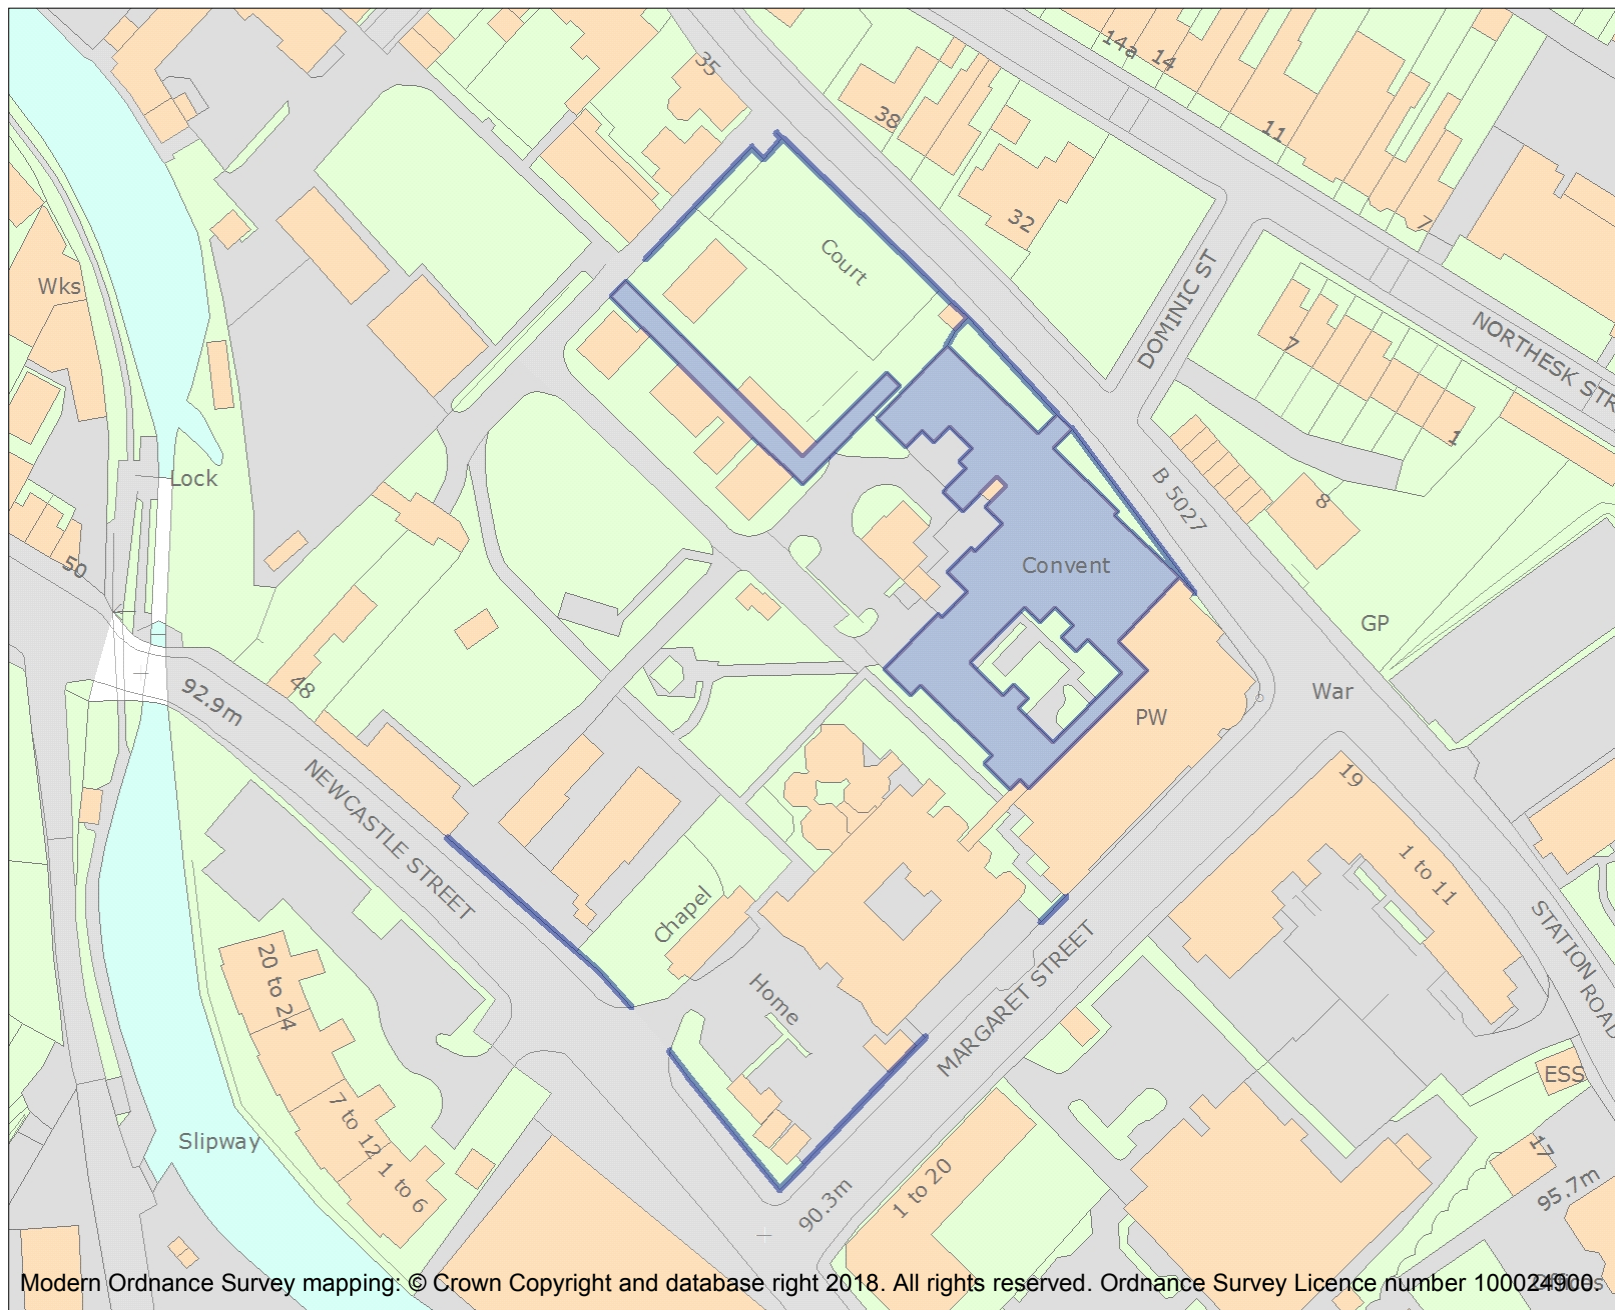 35
14a
14
38
11
32
7
Court
DOMINIC ST
Wks
7
NORTHESK STR
1
Lock
B 5027
8
50
Convent
GP
48
92.9m
War
PW
NEWCASTLE STREET
19
1 to 11
Chapel
STATION ROAD
20 to 24
Home
MARGARET STREET
ESS
7 to 12
Slipway
17
1 to 6
1 to 20
90.3m
95.7m
Modern Ordnance Survey mapping: © Crown Copyright and database right 2018. All rights reserved. Ordnance Survey Licence number 100024900.